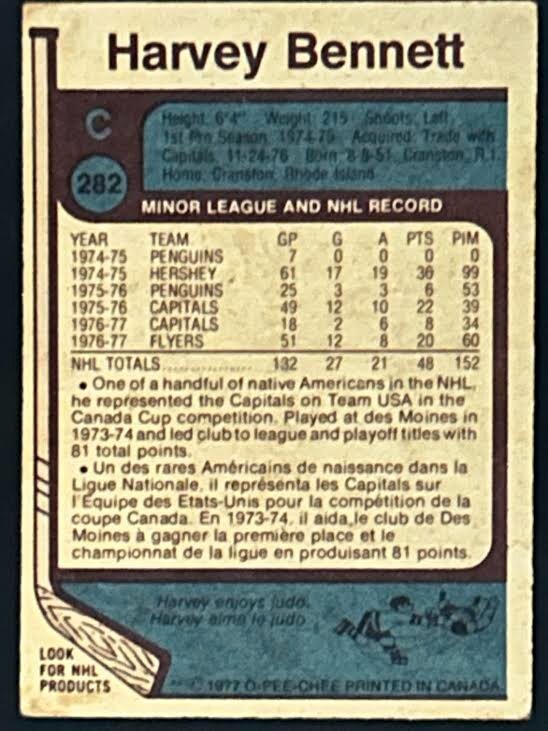 Harvey Bennett
C
Height: 6'4" Weight: 215 Shoots: Left
1st Pro Season: 1974-75 Acquired: Trade with
Capitals, 11-24-76 Born: 8-9-51, Cranston, R.I.
Home: Cranston, Rhode Island
282
MINOR LEAGUE AND NHL RECORD
YEAR TEAM GP G A PTS PIM
1974-75 PENGUINS 7 0 0 0 0
1974-75 HERSHEY 61 17 19 36 99
1975-76 PENGUINS 25 3 3 6 53
1975-76 CAPITALS 49 12 10 22 39
1976-77 CAPITALS 18 2 6 8 34
1976-77 FLYERS 51 12 8 20 60
NHL TOTALS 132 27 21 48 152
• One of a handful of native Americans in the NHL,
he represented the Capitals on Team USA in the
Canada Cup competition. Played at des Moines in
1973-74 and led club to league and playoff titles with
81 total points.
• Un des rares Américains de naissance dans la
Ligue Nationale, il représenta les Capitals sur
l'Equipe des Etats-Unis pour la compétition de la
coupe Canada. En 1973-74, il aida le club de Des
Moines à gagner la première place et le
championnat de la ligue en produisant 81 points.
Harvey enjoys judo.
Harvey aime le judo.
LOOK
FOR NHL
PRODUCTS
© 1977 O-PEE-CHEE PRINTED IN CANADA